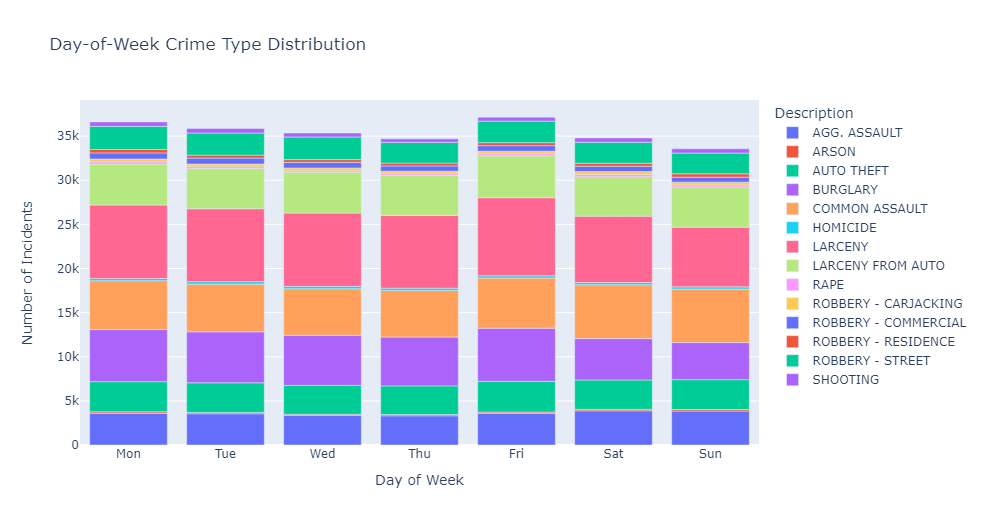 Day-of-Week Crime Type Distribution
Description
AGG. ASSAULT
ARSON
AUTO THEFT
BURGLARY
COMMON ASSAULT
HOMICIDE
LARCENY
LARCENY FROM AUTO
RAPE
ROBBERY - CARJACKING
ROBBERY - COMMERCIAL
ROBBERY - RESIDENCE
ROBBERY - STREET
SHOOTING
Number of Incidents
35k
30k
25k
20k
15k
10k
5k
0
Mon Tue Wed Thu Fri Sat Sun
Day of Week